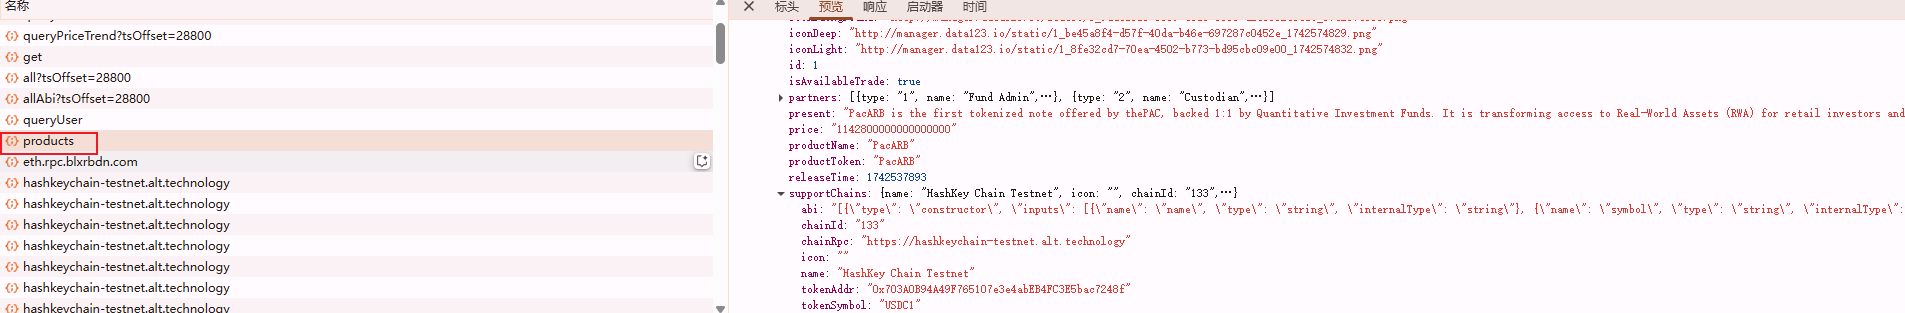 名称
queryPriceTrend?tsOffset=28800
get
all?tsOffset=28800
allAbi?tsOffset=28800
queryUser
products
eth.rpc.blxrbdn.com
hashkeychain-testnet.alt.technology
hashkeychain-testnet.alt.technology
hashkeychain-testnet.alt.technology
hashkeychain-testnet.alt.technology
hashkeychain-testnet.alt.technology
hashkeychain-testnet.alt.technology
hashkeychain-testnet.alt.technology
标头 预览 响应 启动器 时间
iconDeep: "http://manager.data123.io/static/1_be45a8f4-d57f-40da-b46e-697287c0452e_1742574829.png"
iconLight: "http://manager.data123.io/static/1_8fe32cd7-70ea-4502-b773-bd95cbc09e00_1742574832.png"
id: 1
isAvailableTrade: true
partners: [{type: "1", name: "Fund Admin",…}, {type: "2", name: "Custodian",…}]
present: "PacARB is the first tokenized note offered by thePAC, backed 1:1 by Quantitative Investment Funds. It is transforming access to Real-World Assets (RWA) for retail investors and
price: "1142800000000000000"
productName: "PacARB"
productToken: "PacARB"
releaseTime: 1742537893
supportChains: {name: "HashKey Chain Testnet", icon: "", chainId: "133",…}
abi: "[{\"type\": \"constructor\", \"inputs\": [{\"name\": \"name\", \"type\": \"string\", \"internalType\": \"string\"}, {\"name\": \"symbol\", \"type\": \"string\", \"internalType\":
chainId: "133"
chainRpc: "https://hashkeychain-testnet.alt.technology"
icon: ""
name: "HashKey Chain Testnet"
tokenAddr: "0x703A0B94A49F765107e3e4abEB4FC3E5bac7248f"
tokenSymbol: "USDC1"